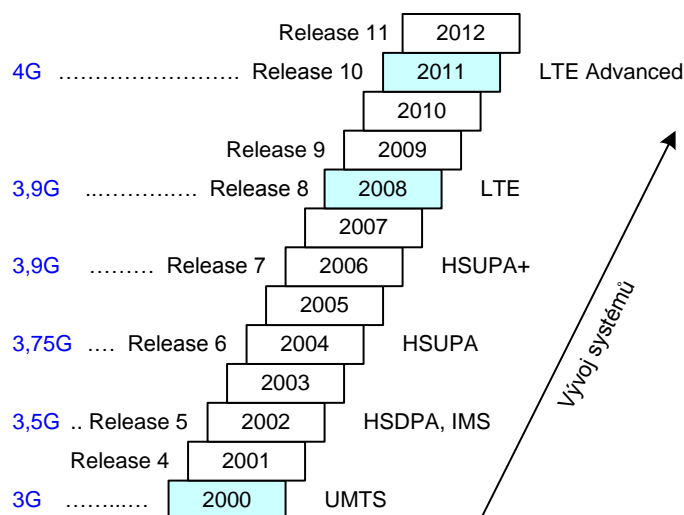 Release 11 2012
4G ........................ Release 10 2011 LTE Advanced
2010
Release 9 2009
3,9G ................ Release 8 2008 LTE
2007
3,9G ......... Release 7 2006 HSUPA+
2005
3,75G .... Release 6 2004 HSUPA
2003
3,5G .. Release 5 2002 HSDPA, IMS
Release 4 2001
3G ............ 2000 UMTS
Vývoj systémů